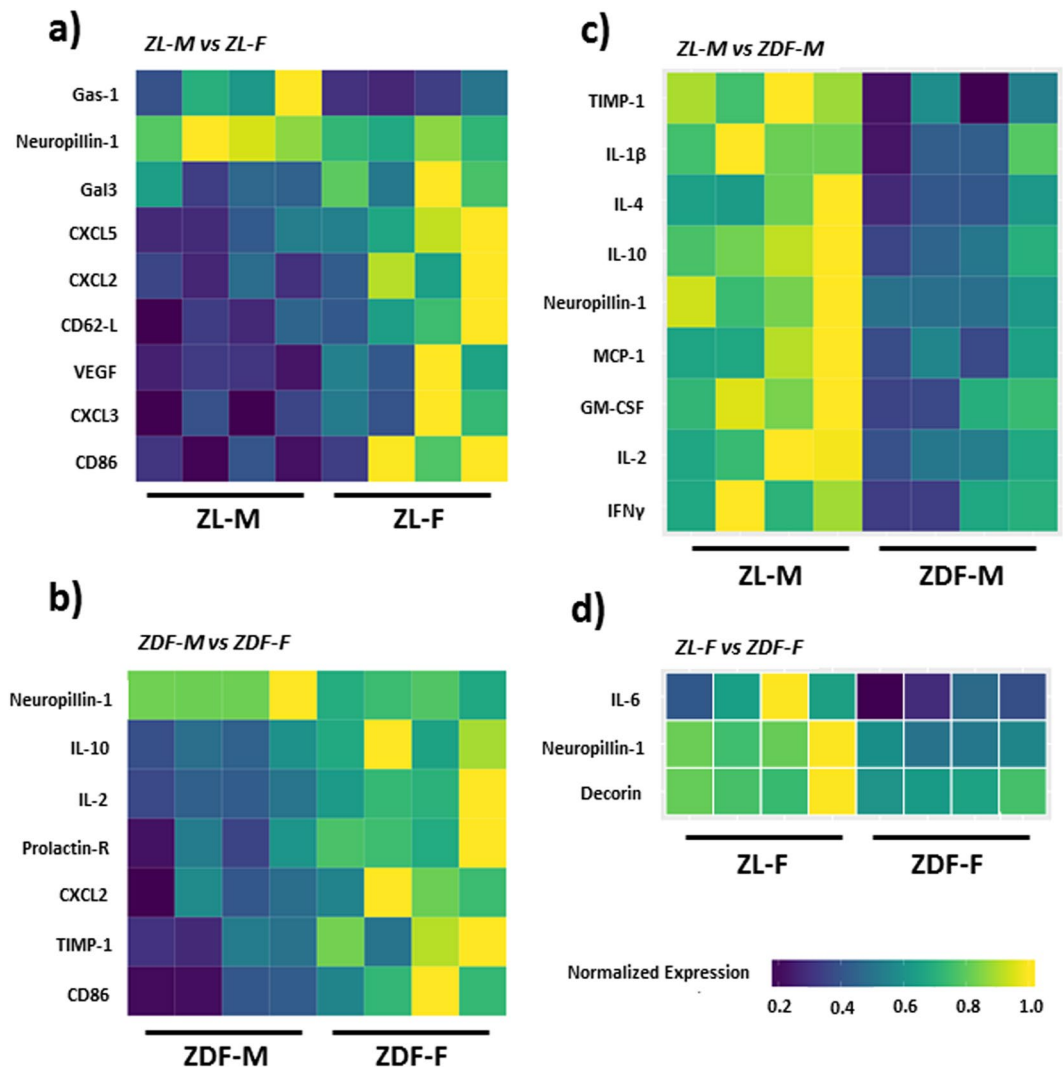 a)
ZL-M vs ZL-F
Gas-1
Neuropillin-1
Gal3
CXCL5
CXCL2
CD62-L
VEGF
CXCL3
CD86
ZL-M
ZL-F
b)
ZDF-M vs ZDF-F
Neuropillin-1
IL-10
IL-2
Prolactin-R
CXCL2
TIMP-1
CD86
ZDF-M
ZDF-F
c)
ZL-M vs ZDF-M
TIMP-1
IL-1β
IL-4
IL-10
Neuropillin-1
MCP-1
GM-CSF
IL-2
IFNγ
ZL-M
ZDF-M
d)
ZL-F vs ZDF-F
IL-6
Neuropillin-1
Decorin
ZL-F
ZDF-F
Normalized Expression
0.2 0.4 0.6 0.8 1.0